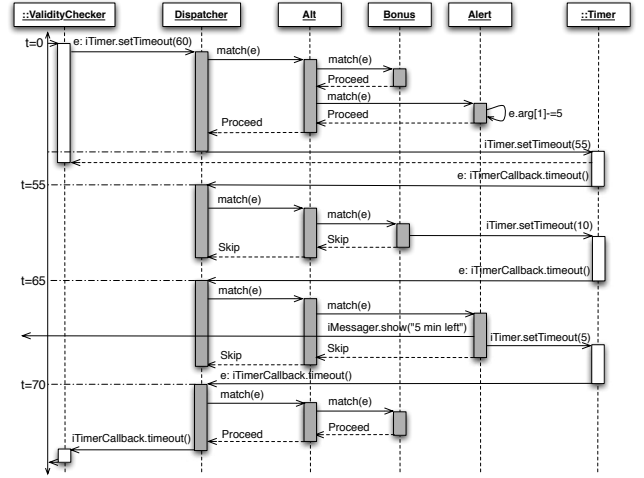 ::ValidityChecker Dispatcher Alt Bonus Alert ::Timer
t=0
e: iTimer.setTimeout(60)
match(e)
match(e)
Proceed
match(e)
e.arg[1]-=5
Proceed
Proceed
iTimer.setTimeout(55)
e: iTimerCallback.timeout()
t=55
match(e)
match(e)
iTimer.setTimeout(10)
Skip
Skip
e: iTimerCallback.timeout()
t=65
match(e)
match(e)
iMessager.show("5 min left")
iTimer.setTimeout(5)
Skip
Skip
e: iTimerCallback.timeout()
t=70
match(e)
match(e)
Proceed
Proceed
iTimerCallback.timeout()